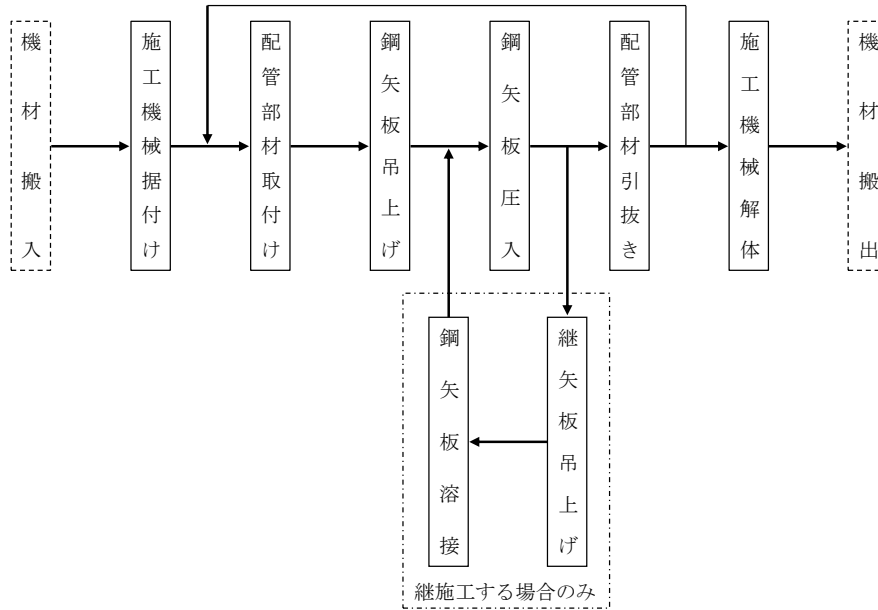 機材搬入
施工機械据付け
配管部材取付け
鋼矢板吊上げ
鋼矢板圧入
配管部材引抜き
施工機械解体
機材搬出
鋼矢板溶接
継矢板吊上げ
継施工する場合のみ